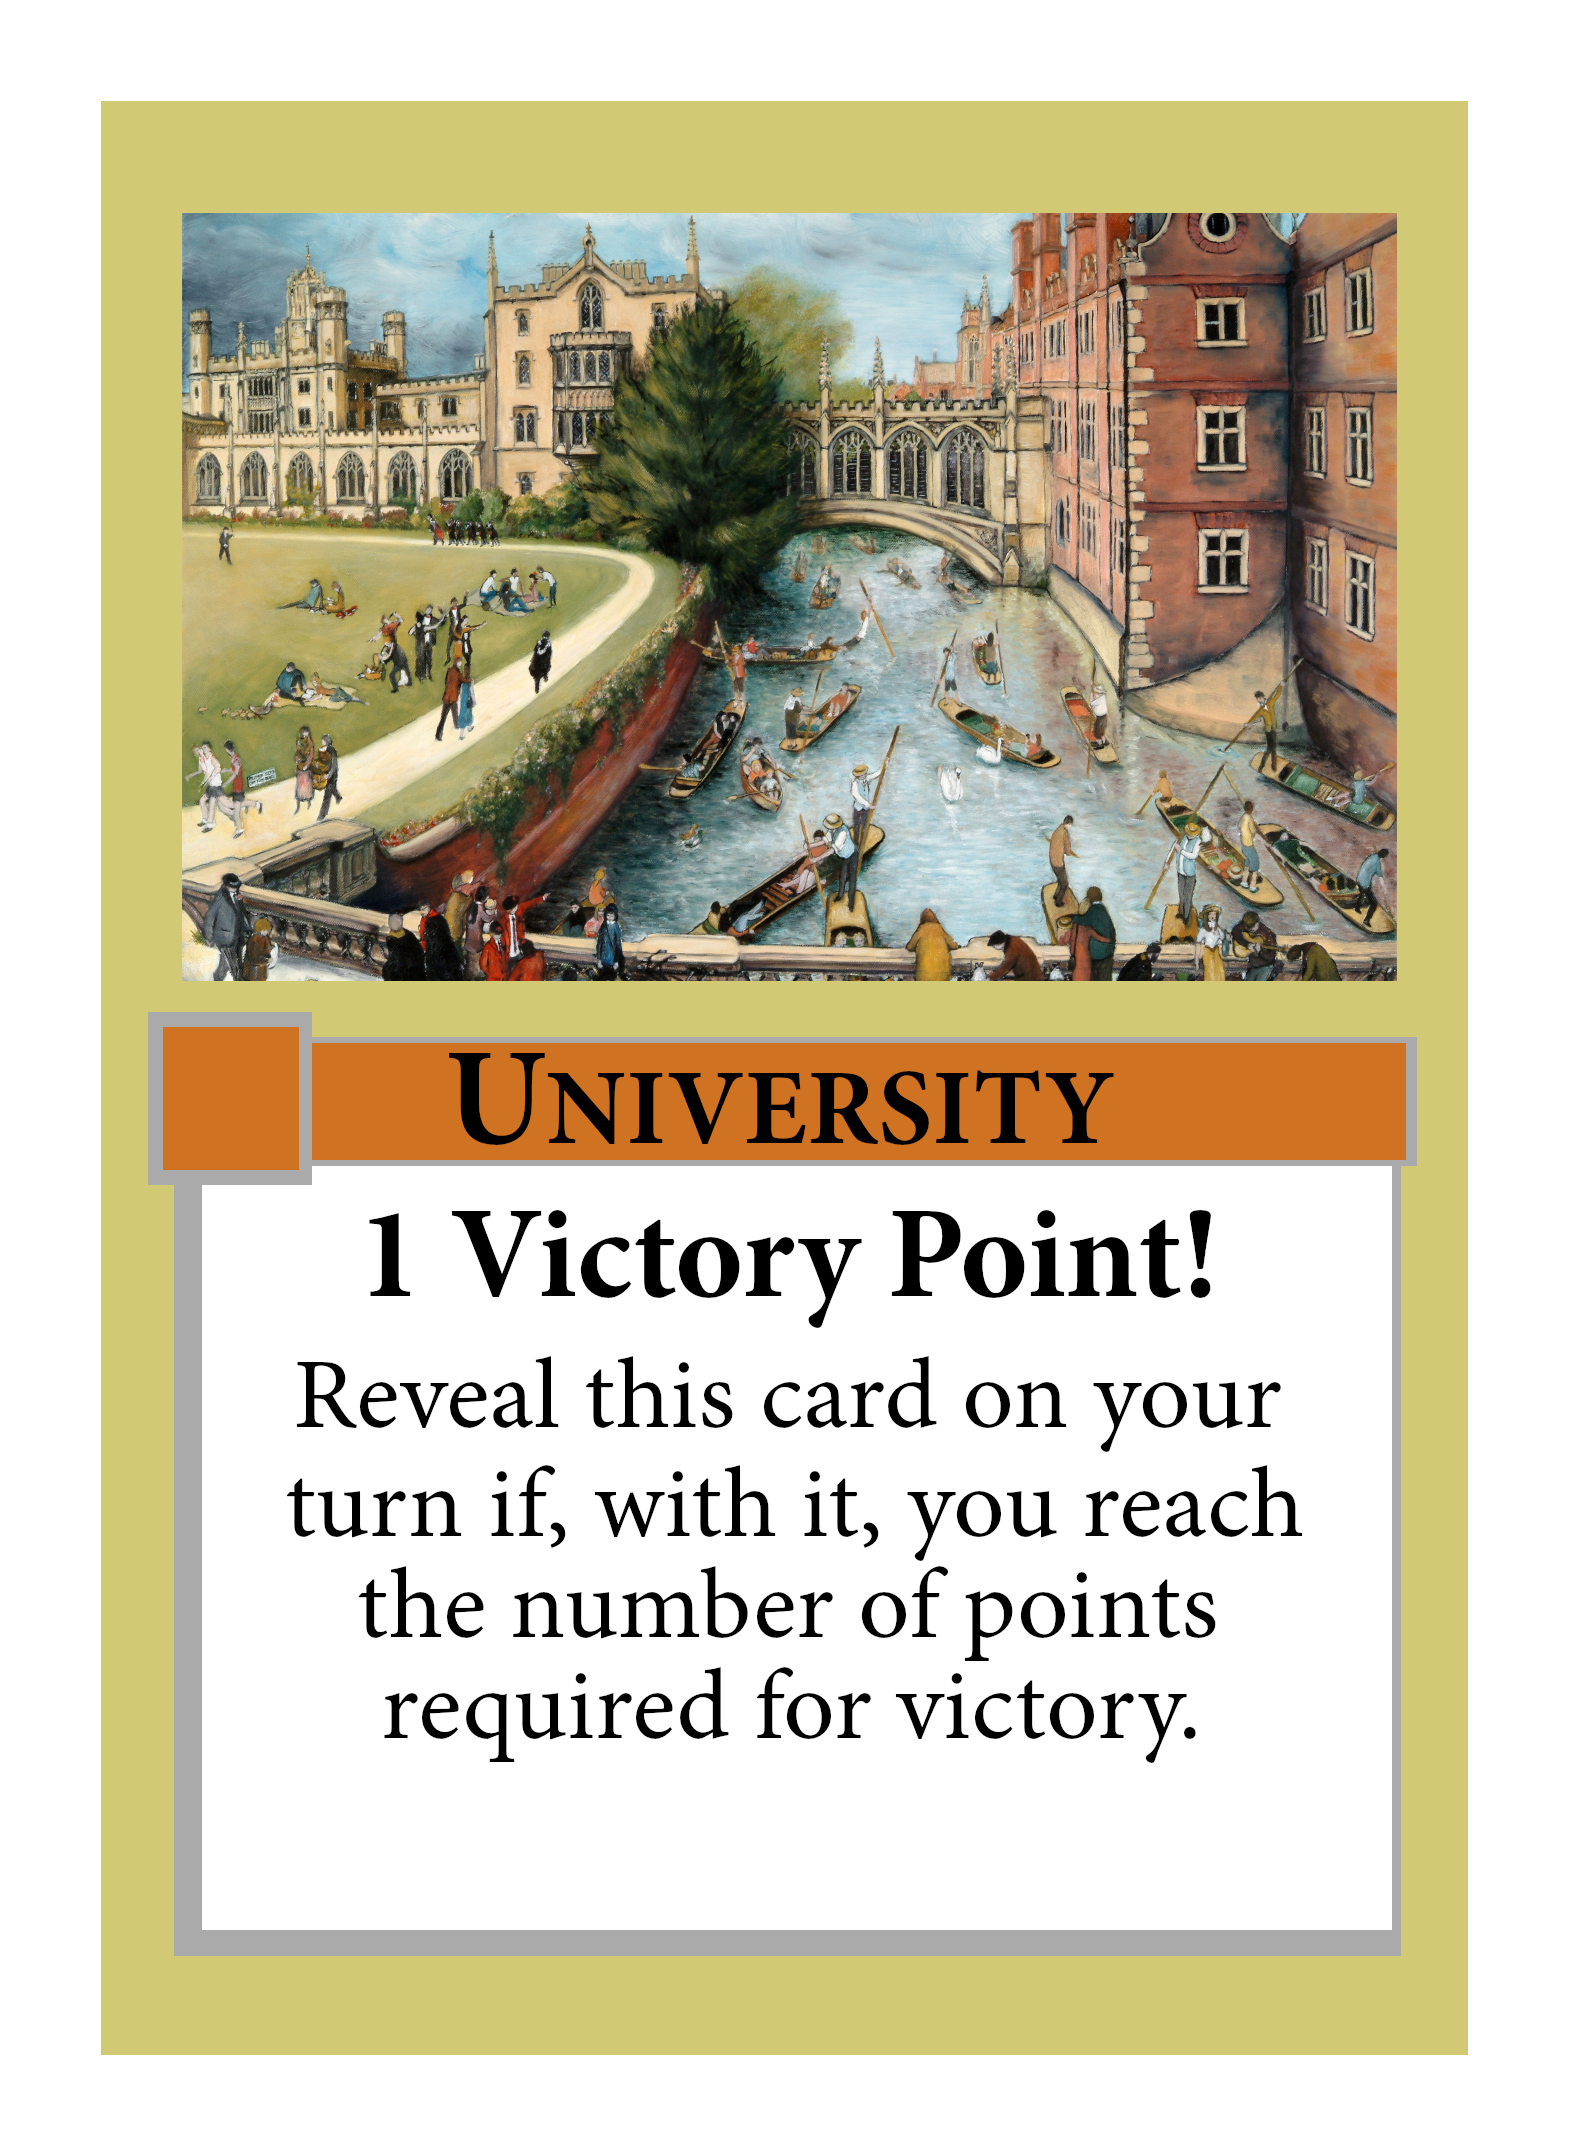 UNIVERSITY
1 Victory Point!
Reveal this card on your
turn if, with it, you reach
the number of points
required for victory.